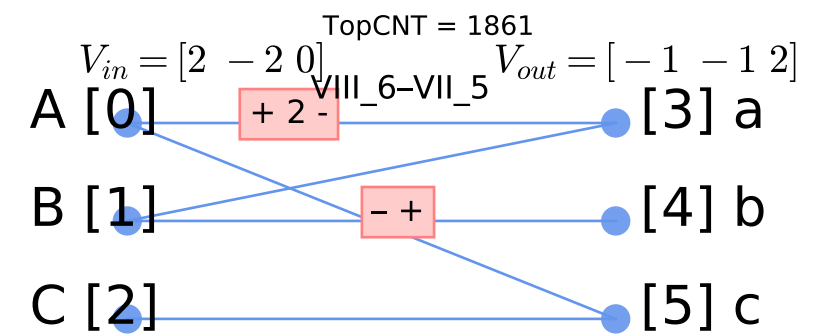 TopCNT = 1861
V_in = [2 −2 0] V_out = [−1 −1 2]
VIII_6–VII_5
A [0] + 2 - [3] a
B [1] – + [4] b
C [2] [5] c